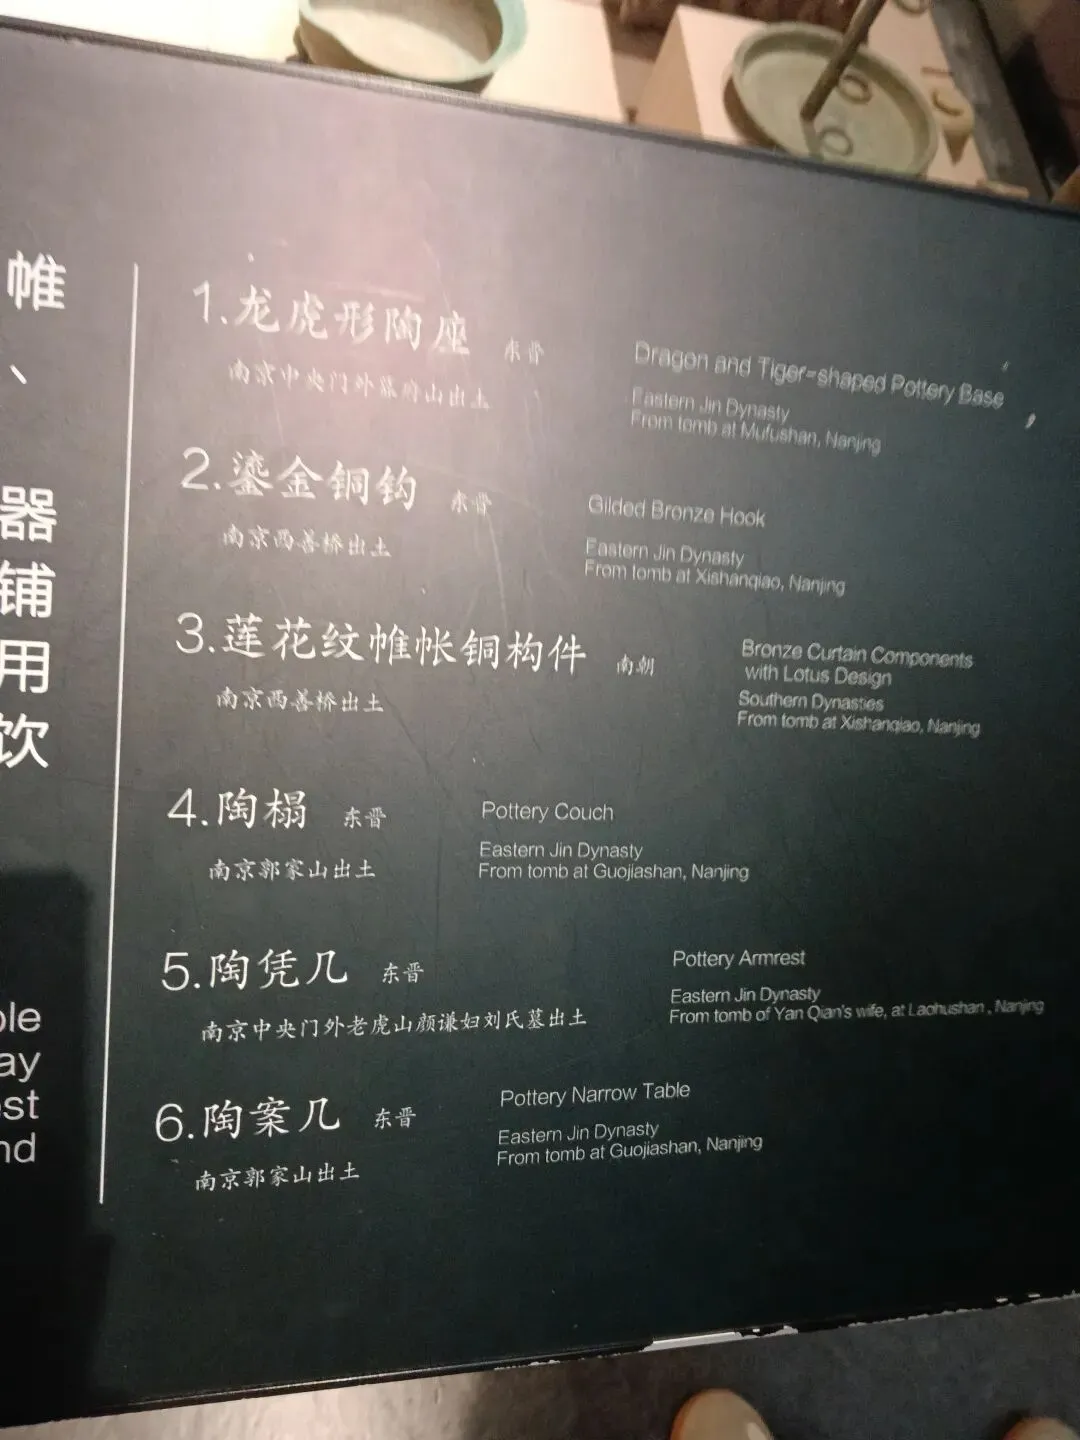 帷
、
器
铺
用
饮
ble
ay
est
nd
1.龙虎形陶座 东晋
南京中央门外幕府山出土
Dragon and Tiger-shaped Pottery Base
Eastern Jin Dynasty
From tomb at Mufushan, Nanjing
2.鎏金铜钩 东晋
南京西善桥出土
Gilded Bronze Hook
Eastern Jin Dynasty
From tomb at Xishanqiao, Nanjing
3.莲花纹帷帐铜构件 南朝
南京西善桥出土
Bronze Curtain Components
with Lotus Design
Southern Dynasties
From tomb at Xishanqiao, Nanjing
4.陶榻 东晋
南京郭家山出土
Pottery Couch
Eastern Jin Dynasty
From tomb at Guojiashan, Nanjing
5.陶凭几 东晋
南京中央门外老虎山颜谦妇刘氏墓出土
Pottery Armrest
Eastern Jin Dynasty
From tomb of Yan Qian's wife, at Laohushan, Nanjing
6.陶案几 东晋
南京郭家山出土
Pottery Narrow Table
Eastern Jin Dynasty
From tomb at Guojiashan, Nanjing